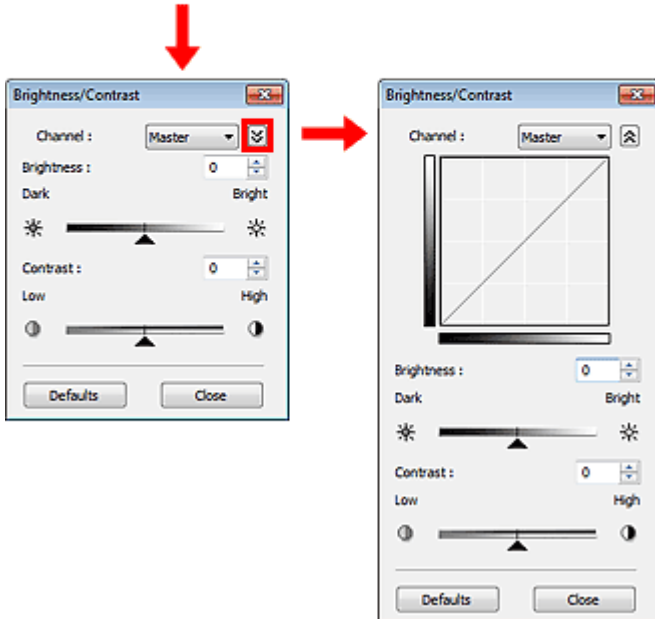 Brightness/Contrast
Channel : Master
Brightness : 0
Dark Bright
Contrast : 0
Low High
Defaults Close
Brightness/Contrast
Channel : Master
Brightness : 0
Dark Bright
Contrast : 0
Low High
Defaults Close